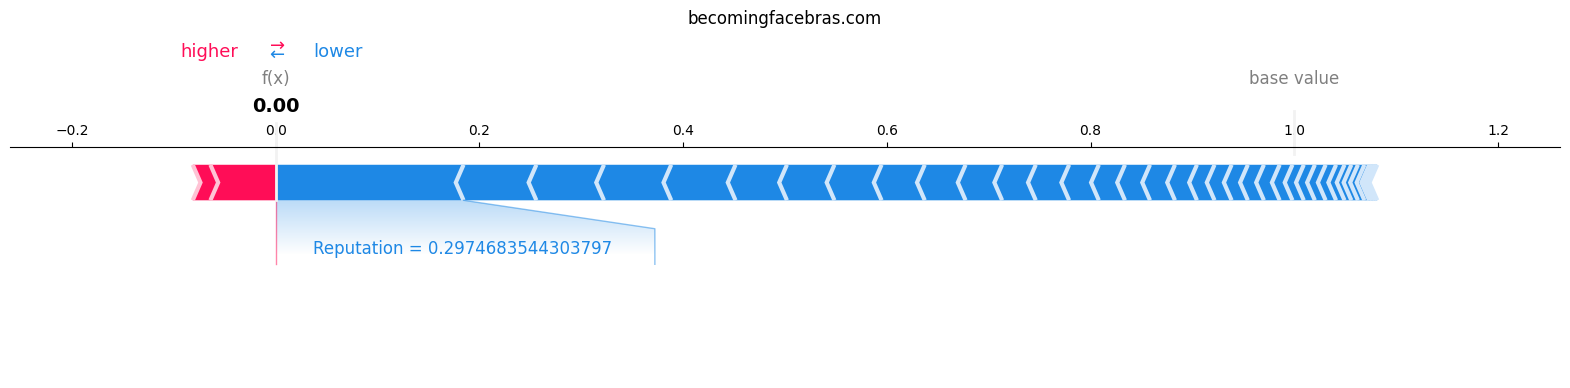 becomingfacebras.com
higher ⇄ lower
f(x) base value
0.00
−0.2 0.0 0.2 0.4 0.6 0.8 1.0 1.2
Reputation = 0.2974683544303797